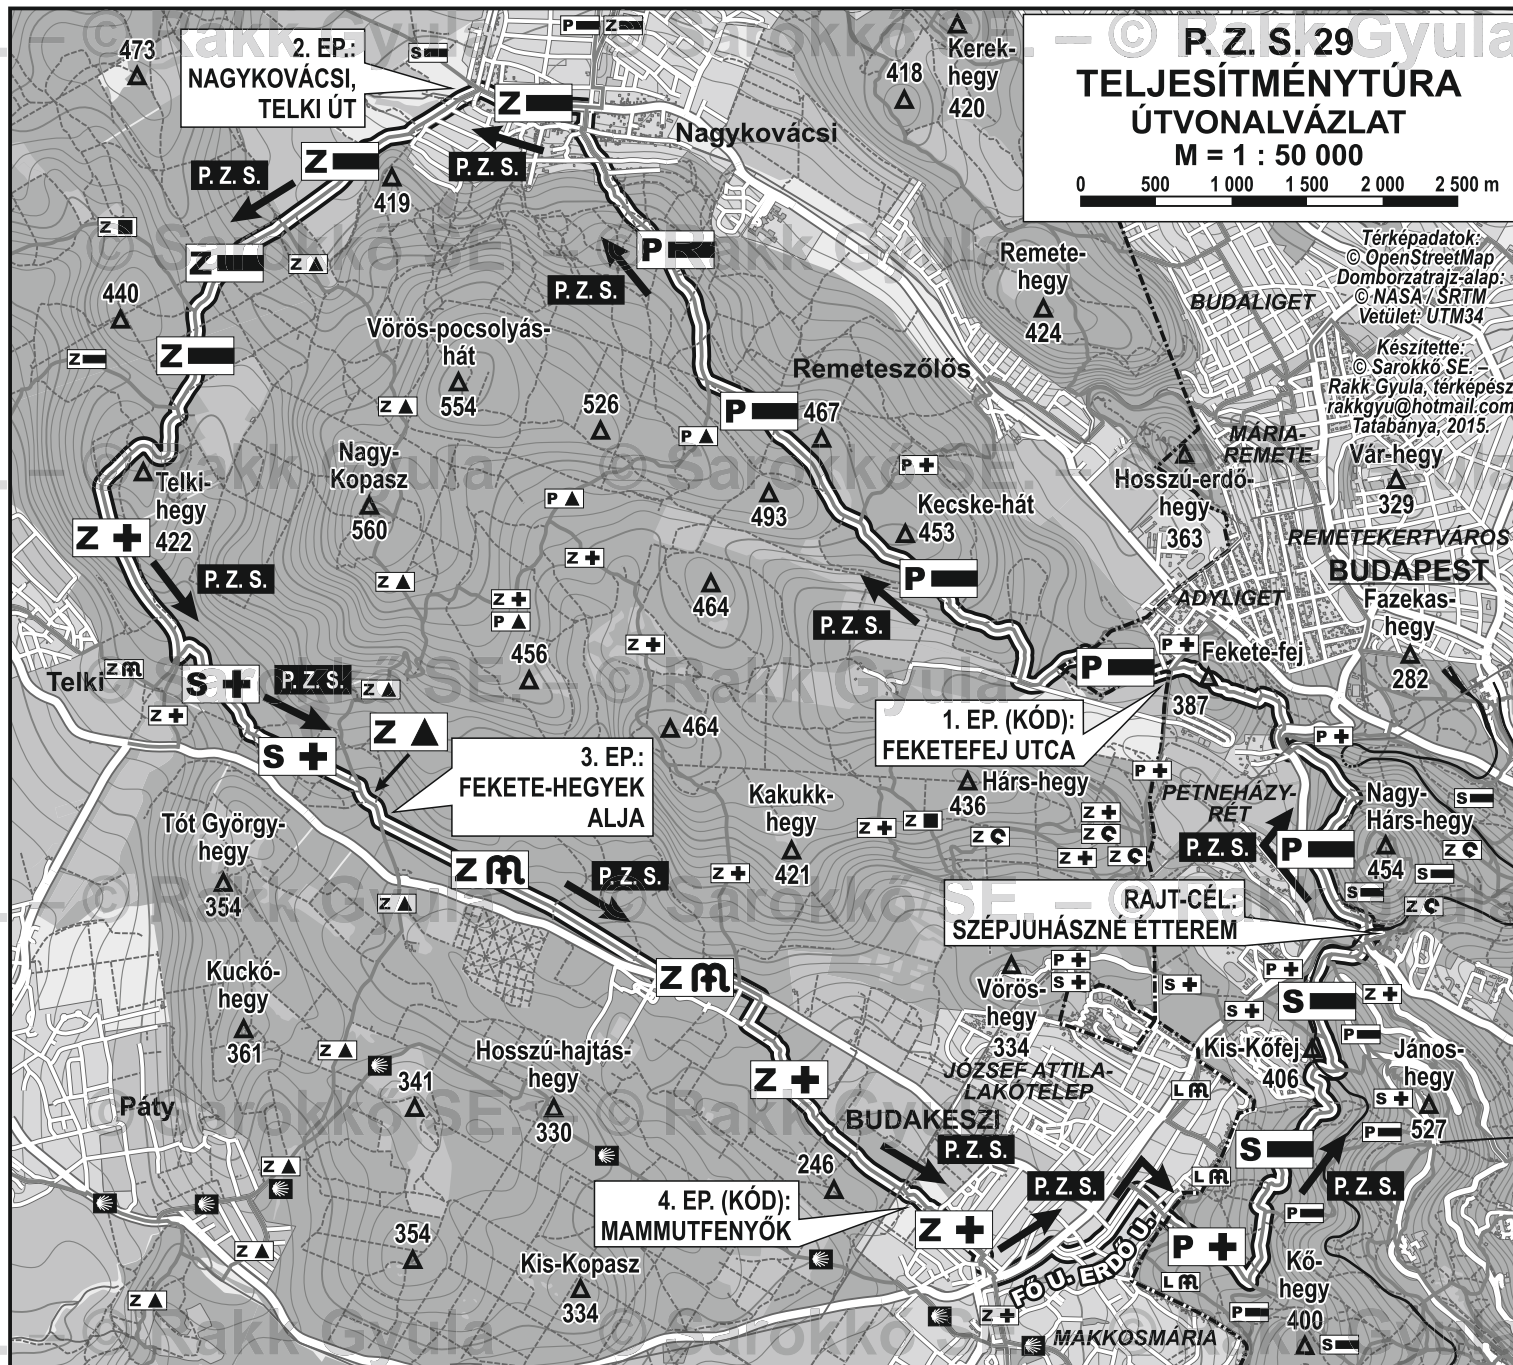 P. Z. S. 29
TELJESÍTMÉNYTÚRA
ÚTVONALVÁZLAT
M = 1 : 50 000
0 500 1 000 1 500 2 000 2 500 m
Térképadatok:
© OpenStreetMap
Domborzatrajz-alap:
© NASA / SRTM
Vetület: UTM34
Készítette:
© Sarokkő SE. –
Rakk Gyula, térképész
rakkgyu@hotmail.com
Tatabánya, 2015.
2. EP.:
NAGYKOVÁCSI,
TELKI ÚT
473
418
Kerek-
hegy
420
Nagykovácsi
P. Z. S.
P. Z. S.
419
P. Z. S.
440
Vörös-pocsolyás-
hát
554
526
Remete-
hegy
424
BUDALIGET
Remeteszőlős
467
MÁRIA-
REMETE
Vár-hegy
329
Nagy-
Kopasz
560
Telki-
hegy
422
493
Kecske-hát
453
Hosszú-erdő-
hegy
363
REMETEKERTVÁROS
BUDAPEST
Fazekas-
hegy
282
ADYLIGET
P. Z. S.
464
P. Z. S.
456
Fekete-fej
387
Telki
P. Z. S.
464
1. EP. (KÓD):
FEKETEFEJ UTCA
3. EP.:
FEKETE-HEGYEK
ALJA
Hárs-hegy
436
PETNEHÁZY-
RÉT
Nagy-
Hárs-hegy
454
Kakukk-
hegy
421
Tót György-
hegy
354
P. Z. S.
P. Z. S.
RAJT-CÉL:
SZÉPJUHÁSZNÉ ÉTTEREM
Kuckó-
hegy
361
Vörös-
hegy
334
Kis-Kőfej
406
János-
hegy
527
Hosszú-hajtás-
hegy
330
341
JÓZSEF ATTILA-
LAKÓTELEP
Páty
BUDAKESZI
P. Z. S.
246
P. Z. S.
P. Z. S.
4. EP. (KÓD):
MAMMUTFENYŐK
354
Kis-Kopasz
334
FŐ U.
ERDŐ U.
Kő-
hegy
400
MAKKOSMÁRIA
Z
Z
Z
Z
P
P
P
P
P
Z
S
S
Z
Z
Z
Z
Z
S
S
P
© Rakk Gyula
© Sarokkő SE. –